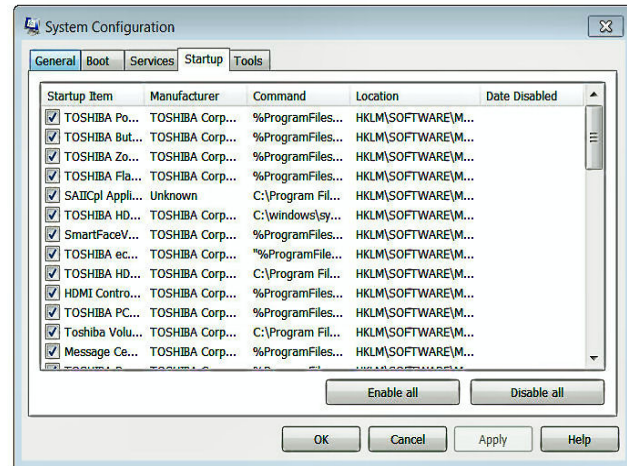 System Configuration
General Boot Services Startup Tools
Startup Item Manufacturer Command Location Date Disabled
TOSHIBA Po... TOSHIBA Corp... %ProgramFiles... HKLM\SOFTWARE\M...
TOSHIBA But... TOSHIBA Corp... %ProgramFiles... HKLM\SOFTWARE\M...
TOSHIBA Zo... TOSHIBA Corp... %ProgramFiles... HKLM\SOFTWARE\M...
TOSHIBA Fla... TOSHIBA Corp... %ProgramFiles... HKLM\SOFTWARE\M...
SAIICpl Appli... Unknown C:\Program Fil... HKLM\SOFTWARE\M...
TOSHIBA HD... TOSHIBA Corp... C:\windows\sy... HKLM\SOFTWARE\M...
SmartFaceV... TOSHIBA Corp... %ProgramFiles... HKLM\SOFTWARE\M...
TOSHIBA ec... TOSHIBA Corp... "%ProgramFile... HKLM\SOFTWARE\M...
TOSHIBA HD... TOSHIBA Corp... C:\Program Fil... HKLM\SOFTWARE\M...
HDMI Contro... TOSHIBA Corp... %ProgramFiles... HKLM\SOFTWARE\M...
TOSHIBA PC... TOSHIBA Corp... %ProgramFiles... HKLM\SOFTWARE\M...
Toshiba Volu... TOSHIBA Corp... C:\Program Fil... HKLM\SOFTWARE\M...
Message Ce... TOSHIBA Corp... %ProgramFiles... HKLM\SOFTWARE\M...
Enable all Disable all
OK Cancel Apply Help